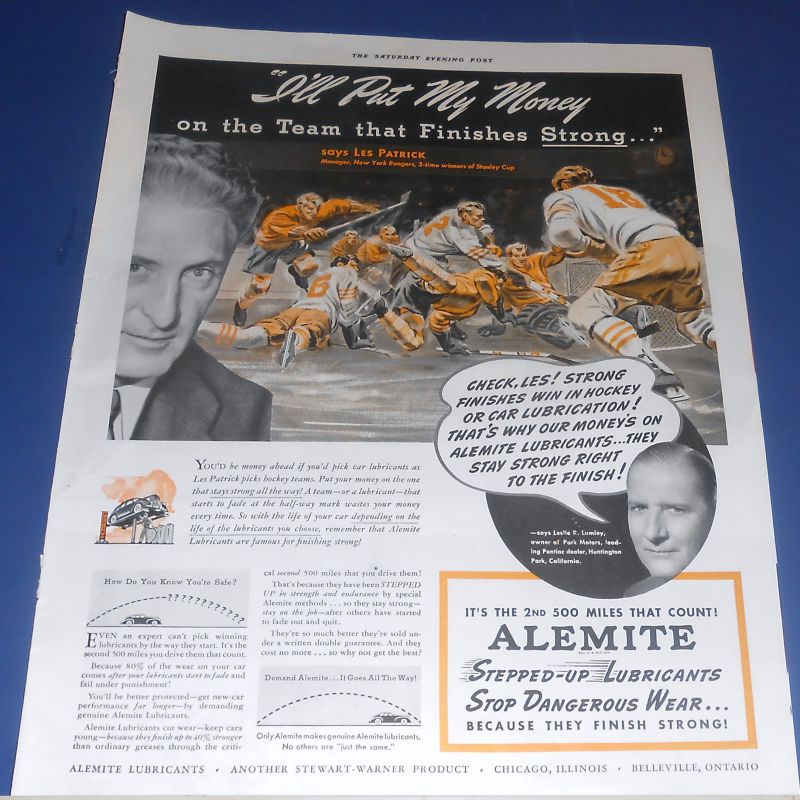 THE SATURDAY EVENING POST
"I'll Put My Money
on the Team that Finishes Strong..."
says LES PATRICK
Manager, New York Rangers, 3-time winners of Stanley Cup
2
18
6
CHECK, LES! STRONG
FINISHES WIN IN HOCKEY
OR CAR LUBRICATION!
THAT'S WHY OUR MONEY'S ON
ALEMITE LUBRICANTS...THEY
STAY STRONG RIGHT
TO THE FINISH!
—says Leslie R. Lumley,
owner of Park Motors, lead-
ing Pontiac dealer, Huntington
Park, California.
YOU'D be money ahead if you'd pick car lubricants as
Les Patrick picks hockey teams. Put your money on the one
that stays strong all the way! A team—or a lubricant—that
starts to fade at the half-way mark wastes your money
every time. So with the life of your car depending on the
life of the lubricants you choose, remember that Alemite
Lubricants are famous for finishing strong!
How Do You Know You're Safe?
????????????
EVEN an expert can't pick winning
lubricants by the way they start. It's the
second 500 miles you drive them that count.
Because 80% of the wear on your car
comes after your lubricants start to fade and
fail under punishment!
You'll be better protected—get new-car
performance far longer—by demanding
genuine Alemite Lubricants.
Alemite Lubricants cut wear—keep cars
young—because they finish up to 40% stronger
than ordinary greases through the criti-
cal second 500 miles that you drive them!
That's because they have been STEPPED
UP in strength and endurance by special
Alemite methods...so they stay strong—
stay on the job—after others have started
to fade out and quit.
They're so much better they're sold un-
der a written double guarantee. And they
cost no more...so why not get the best?
Demand Alemite...It Goes All The Way!
Only Alemite makes genuine Alemite lubricants.
No others are "just the same."
IT'S THE 2ND 500 MILES THAT COUNT!
ALEMITE
STEPPED-UP LUBRICANTS
STOP DANGEROUS WEAR...
BECAUSE THEY FINISH STRONG!
ALEMITE LUBRICANTS • ANOTHER STEWART-WARNER PRODUCT • CHICAGO, ILLINOIS • BELLEVILLE, ONTARIO